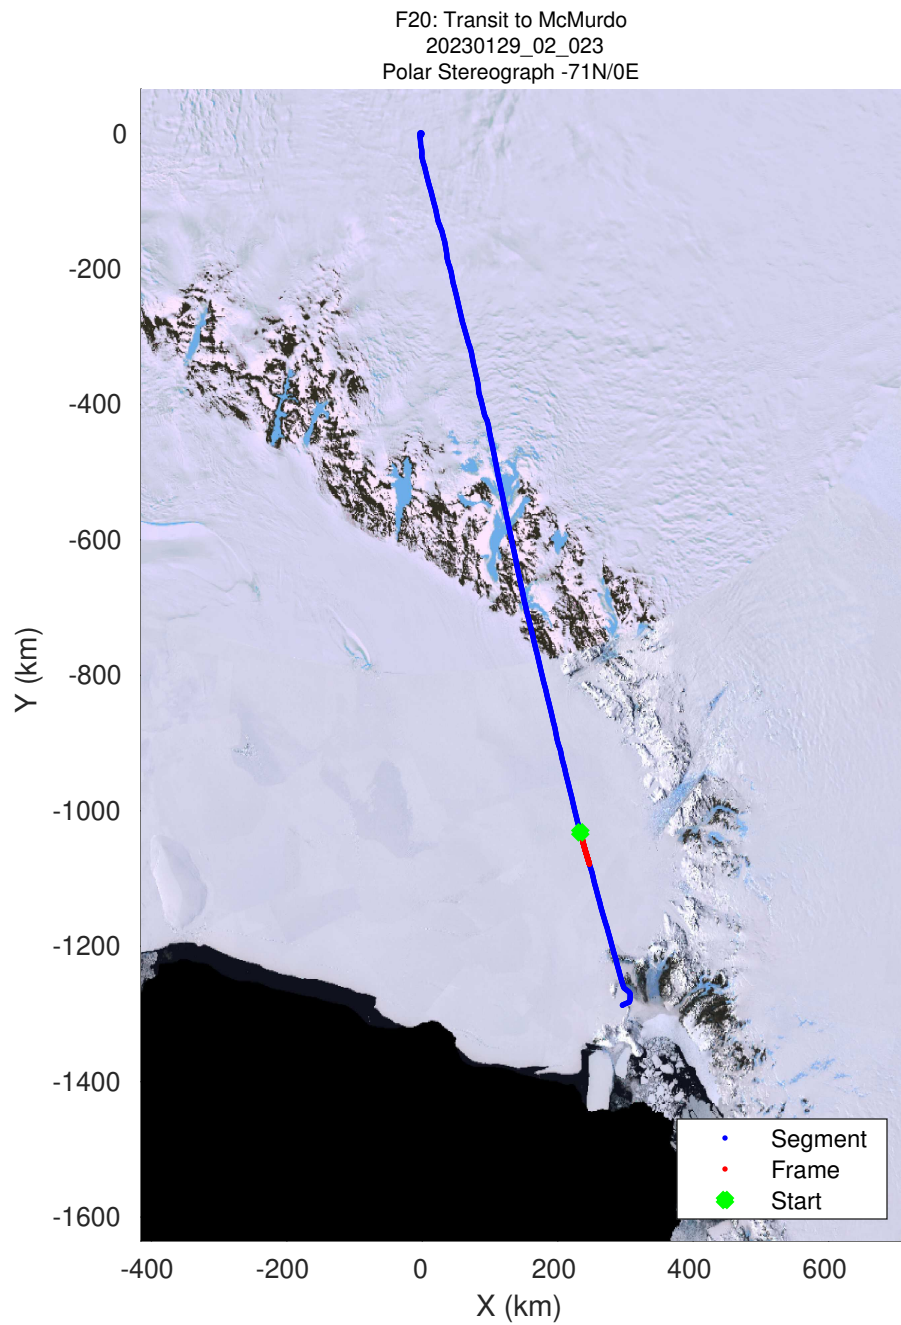 F20: Transit to McMurdo
20230129_02_023
Polar Stereograph -71N/0E
0
-200
-400
-600
-800
-1000
-1200
-1400
-1600
Y (km)
Segment
Frame
Start
-400 -200 0 200 400 600
X (km)